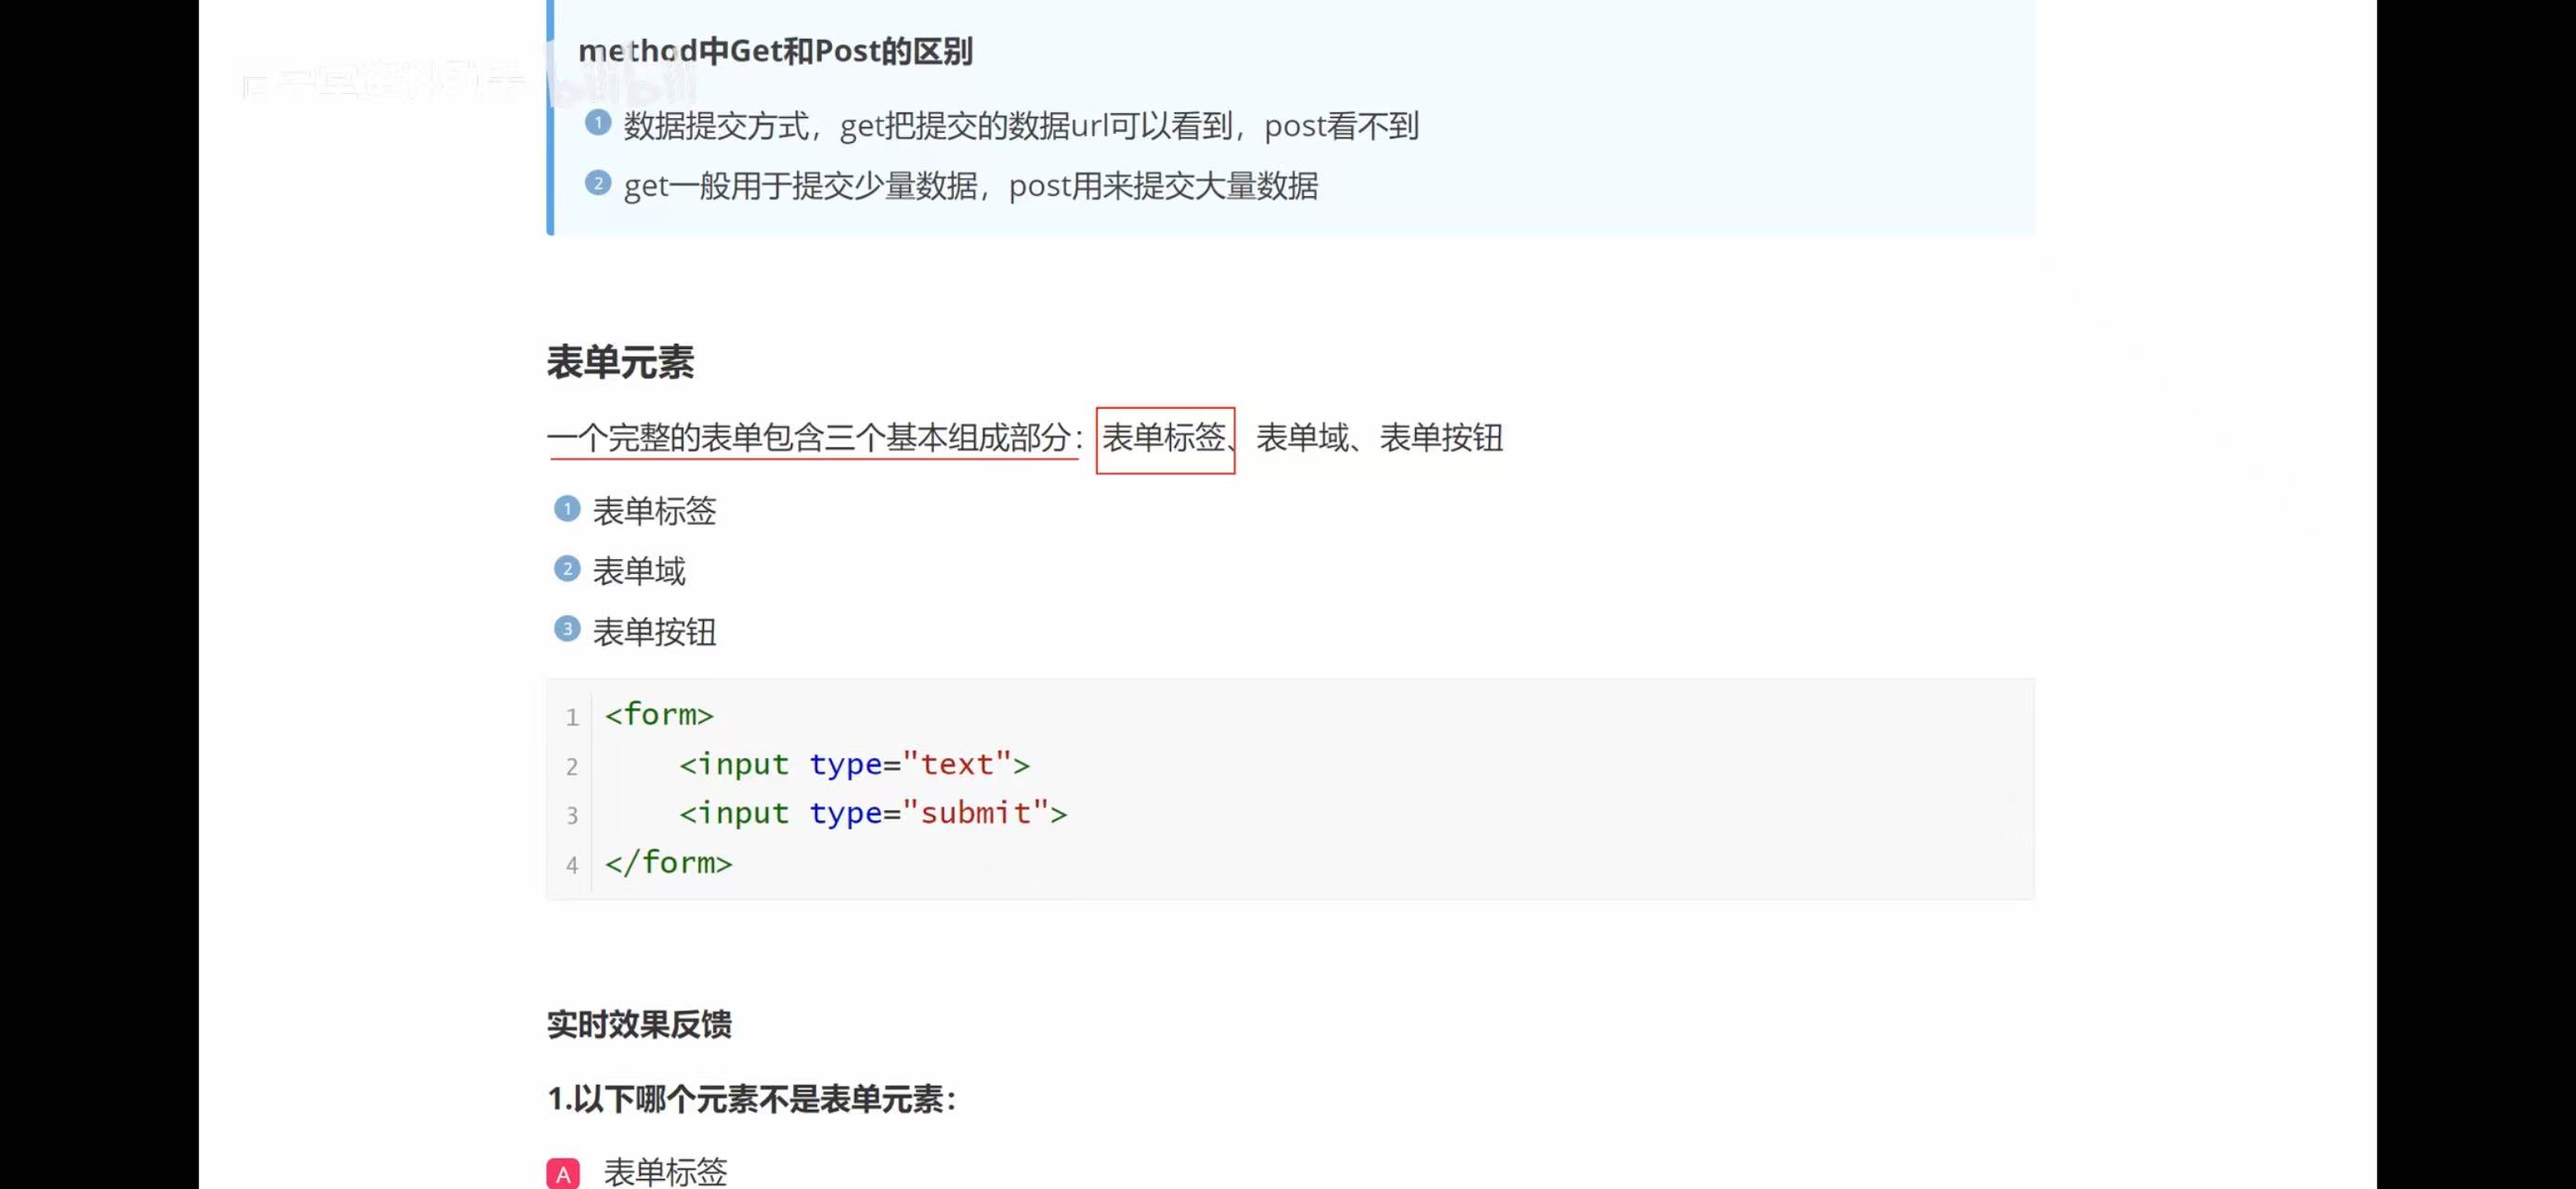 method中Get和Post的区别
1 数据提交方式，get把提交的数据url可以看到，post看不到
2 get一般用于提交少量数据，post用来提交大量数据
表单元素
一个完整的表单包含三个基本组成部分：表单标签、表单域、表单按钮
1 表单标签
2 表单域
3 表单按钮
1 <form>
2 <input type="text">
3 <input type="submit">
4 </form>
实时效果反馈
1.以下哪个元素不是表单元素：
A 表单标签